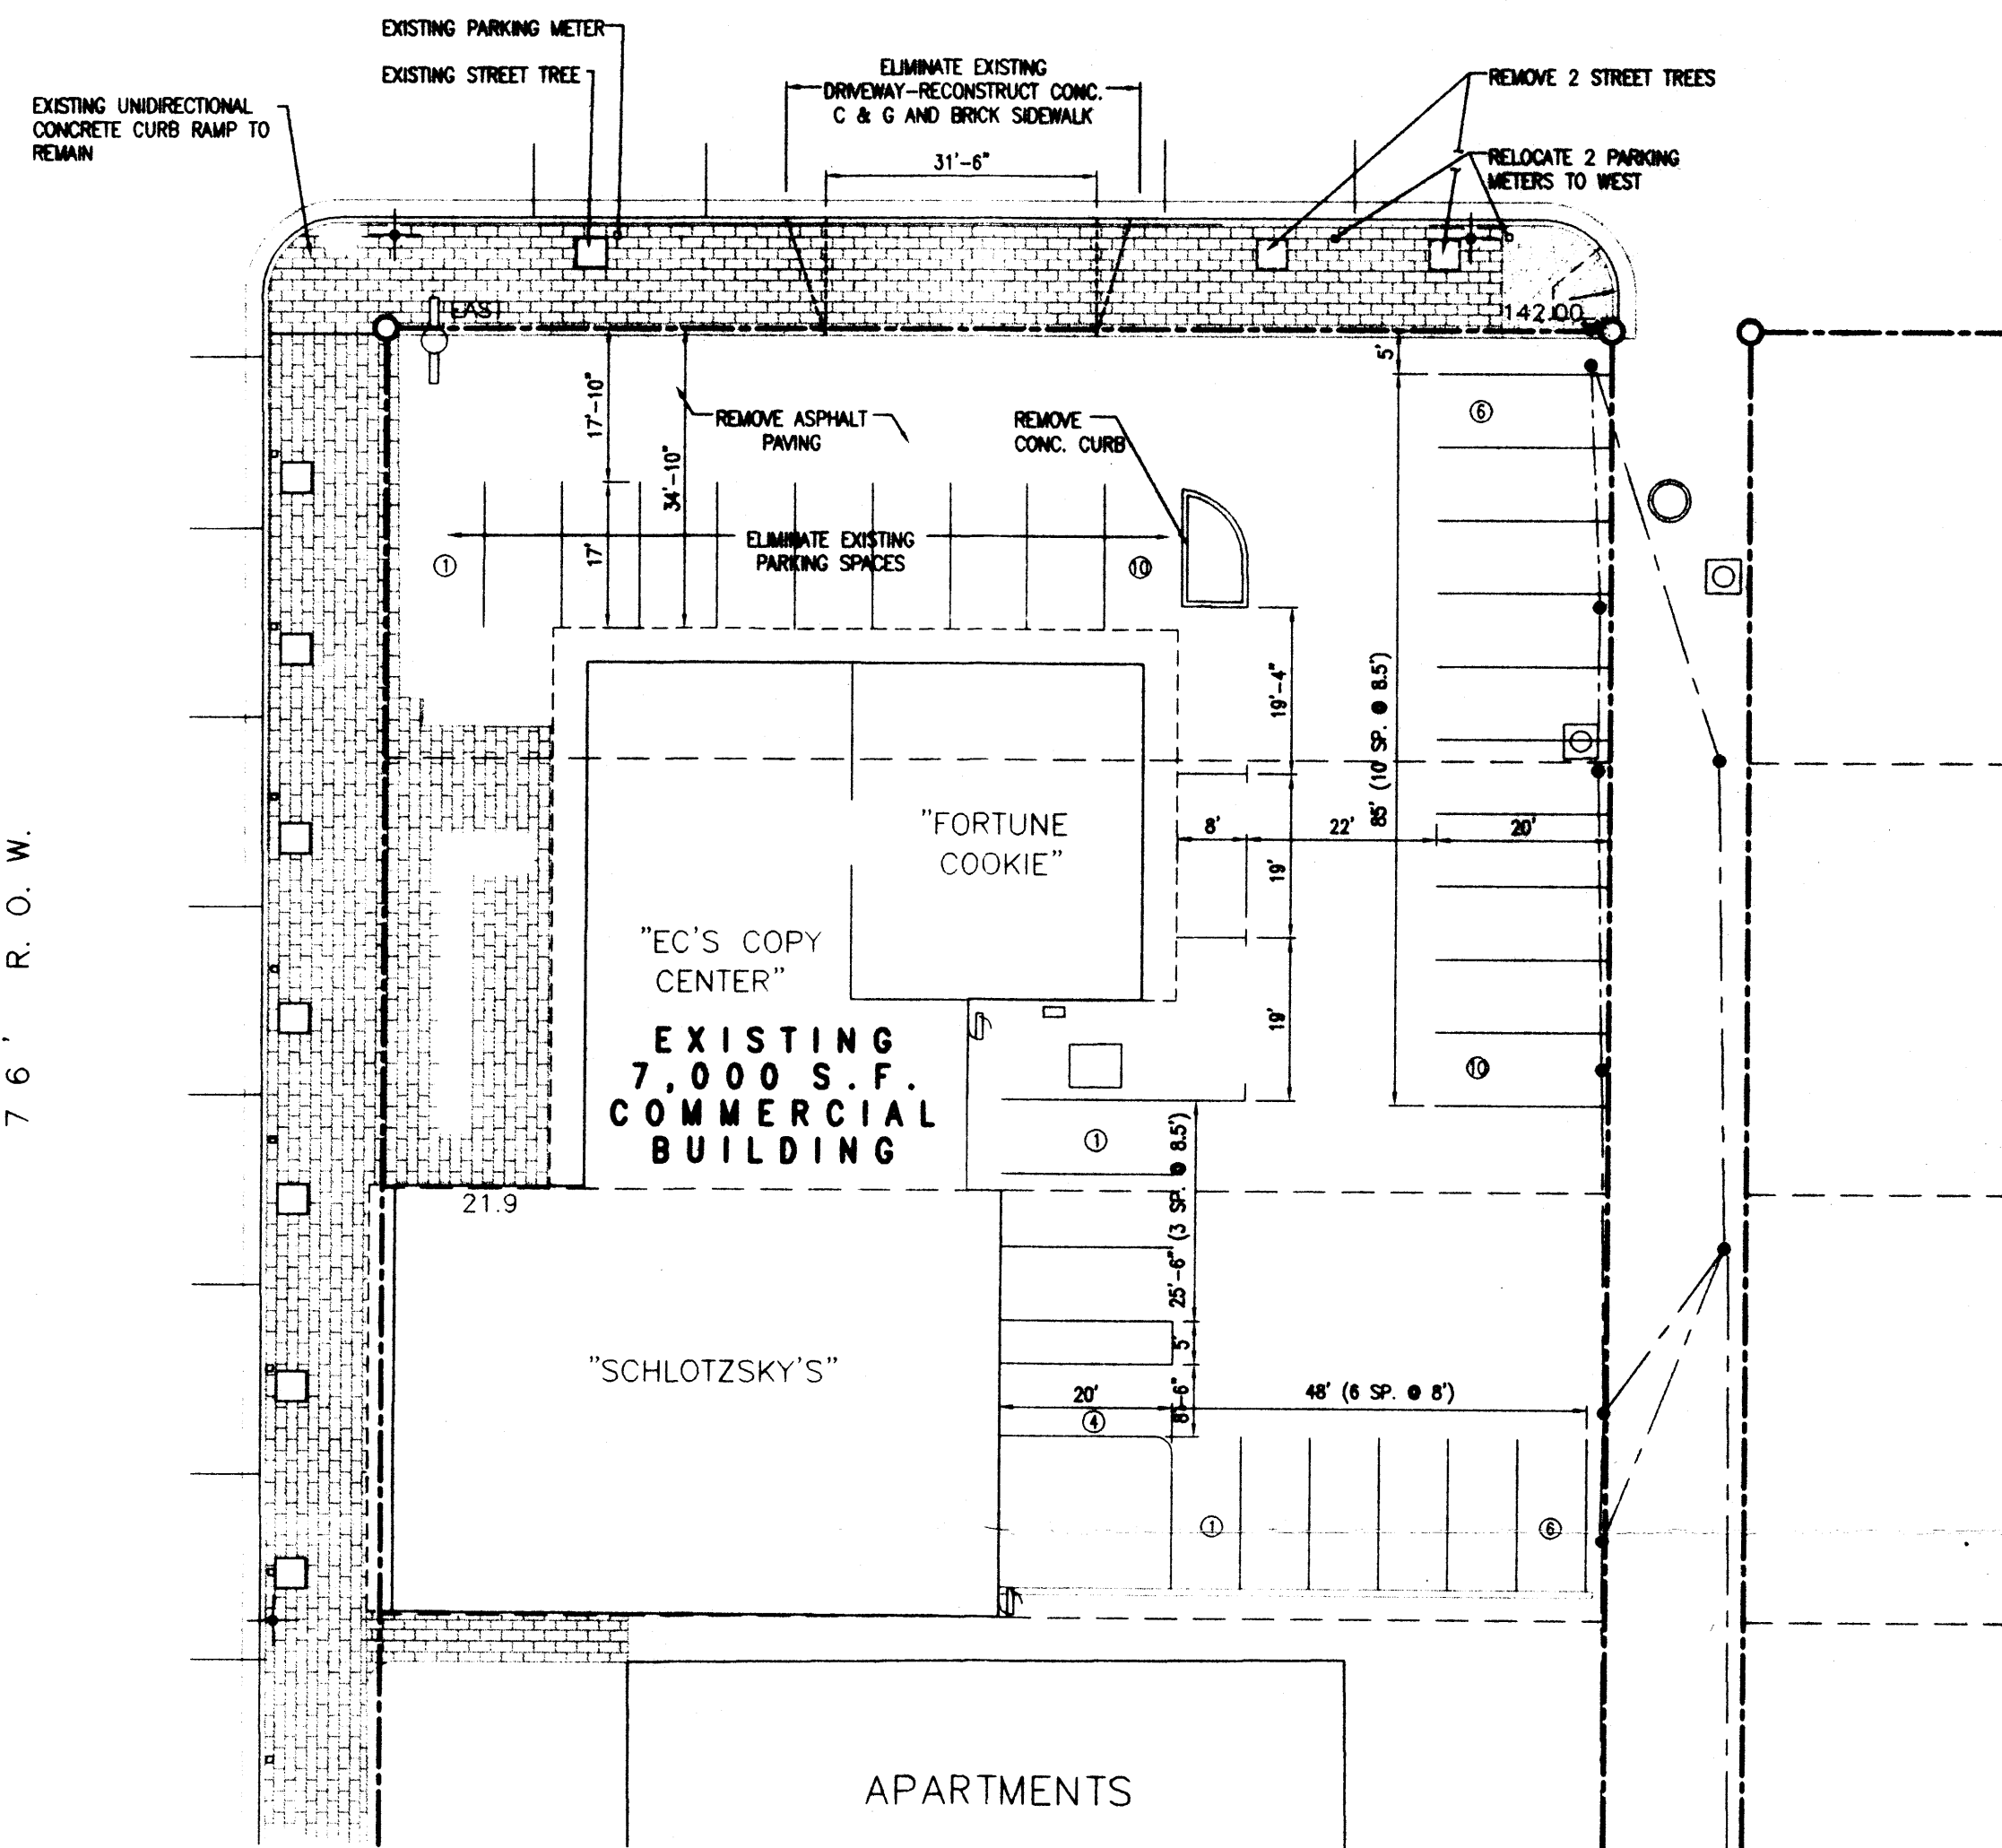 EXISTING PARKING METER
EXISTING STREET TREE
EXISTING UNIDIRECTIONAL
CONCRETE CURB RAMP TO
REMAIN
ELIMINATE EXISTING
DRIVEWAY-RECONSTRUCT CONC.
C & G AND BRICK SIDEWALK
31'-6"
REMOVE 2 STREET TREES
RELOCATE 2 PARKING
METERS TO WEST
EAST
142.00
5'
17'-10"
34'-10"
17'
REMOVE ASPHALT
PAVING
REMOVE
CONC. CURB
6
ELIMINATE EXISTING
PARKING SPACES
1
10
19'-4"
85' (10 SP. @ 8.5')
"FORTUNE
COOKIE"
8'
22'
20'
19'
"EC'S COPY
CENTER"
19'
EXISTING
7,000 S.F.
COMMERCIAL
BUILDING
10
1
25'-6" (3 SP. @ 8.5')
21.9
76' R.O.W.
"SCHLOTZSKY'S"
5'
8'-6"
20'
48' (6 SP. @ 8')
4
1
6
APARTMENTS